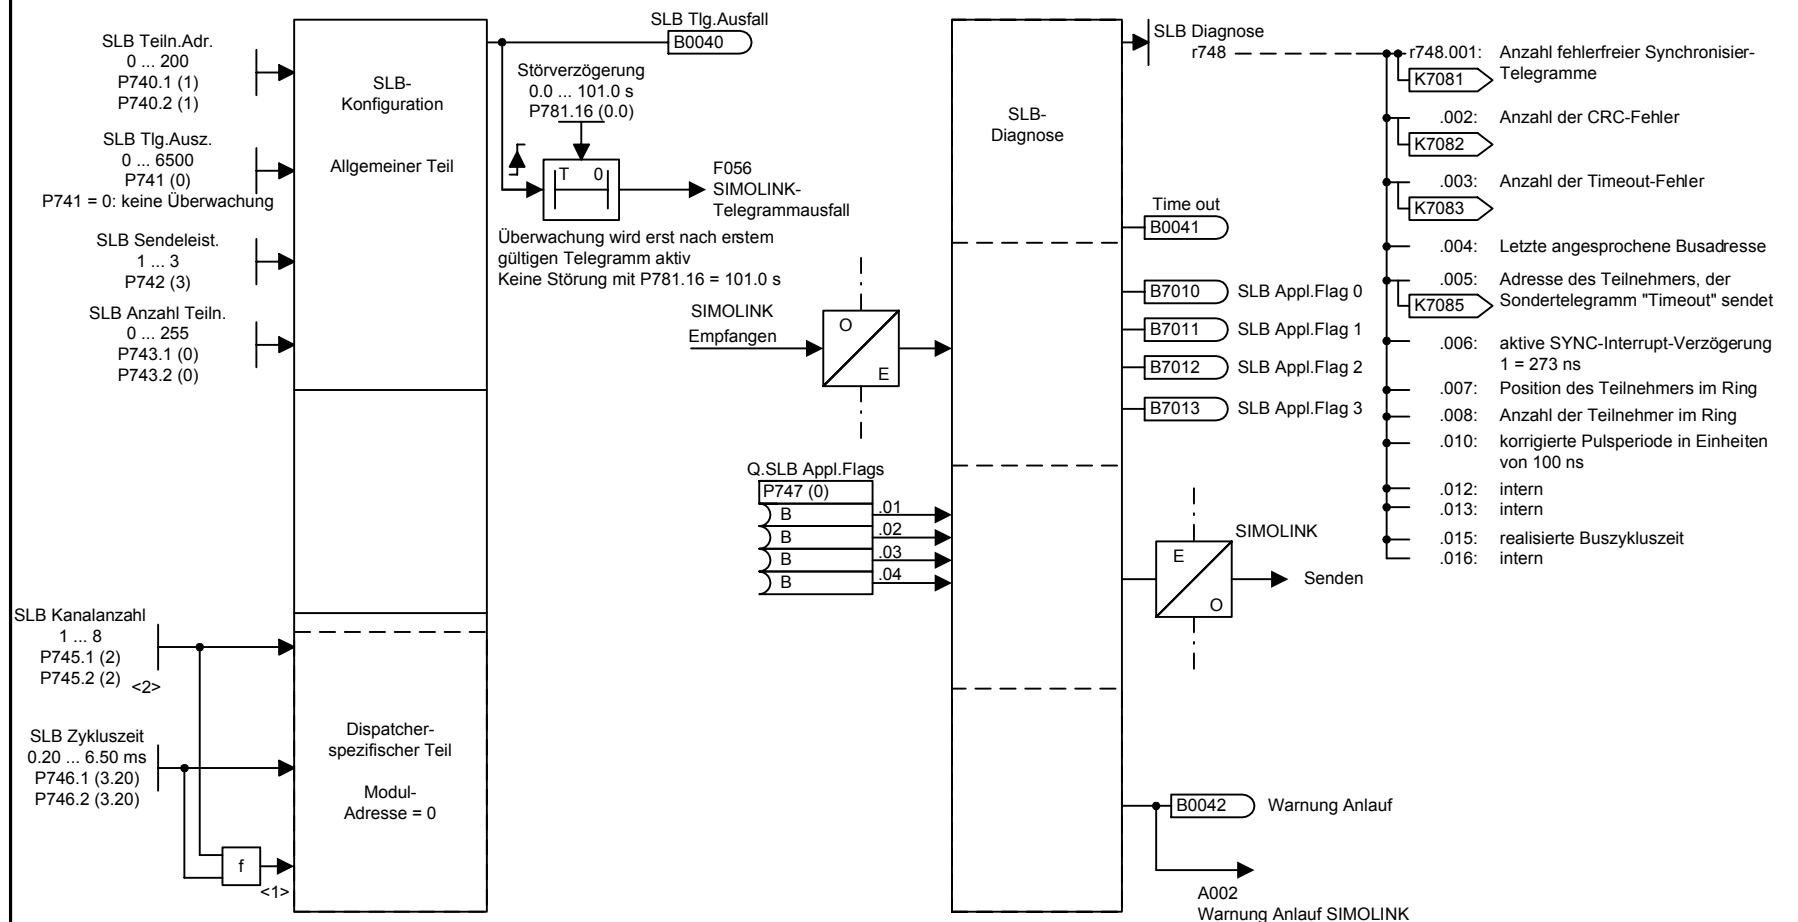 SLB Teiln.Adr.
0 ... 200
P740.1 (1)
P740.2 (1)
SLB Tlg.Ausz.
0 ... 6500
P741 (0)
P741 = 0: keine Überwachung
SLB Sendeleist.
1 ... 3
P742 (3)
SLB Anzahl Teiln.
0 ... 255
P743.1 (0)
P743.2 (0)
SLB Kanalanzahl
1 ... 8
P745.1 (2)
P745.2 (2)
<2>
SLB Zykluszeit
0.20 ... 6.50 ms
P746.1 (3.20)
P746.2 (3.20)
f
<1>
SLB-
Konfiguration
Allgemeiner Teil
Dispatcher-
spezifischer Teil
Modul-
Adresse = 0
SLB Tlg.Ausfall
B0040
Störverzögerung
0.0 ... 101.0 s
P781.16 (0.0)
T 0
F056
SIMOLINK-
Telegrammausfall
Überwachung wird erst nach erstem
gültigen Telegramm aktiv
Keine Störung mit P781.16 = 101.0 s
SIMOLINK
Empfangen
O
E
Q.SLB Appl.Flags
P747 (0)
B .01
B .02
B .03
B .04
SLB-
Diagnose
SLB Diagnose
r748
Time out
B0041
B7010 SLB Appl.Flag 0
B7011 SLB Appl.Flag 1
B7012 SLB Appl.Flag 2
B7013 SLB Appl.Flag 3
SIMOLINK
E
O
Senden
B0042 Warnung Anlauf
A002
Warnung Anlauf SIMOLINK
r748.001: Anzahl fehlerfreier Synchronisier-
Telegramme
K7081
.002: Anzahl der CRC-Fehler
K7082
.003: Anzahl der Timeout-Fehler
K7083
.004: Letzte angesprochene Busadresse
.005: Adresse des Teilnehmers, der
Sondertelegramm "Timeout" sendet
K7085
.006: aktive SYNC-Interrupt-Verzögerung
1 = 273 ns
.007: Position des Teilnehmers im Ring
.008: Anzahl der Teilnehmer im Ring
.010: korrigierte Pulsperiode in Einheiten
von 100 ns
.012: intern
.013: intern
.015: realisierte Buszykluszeit
.016: intern